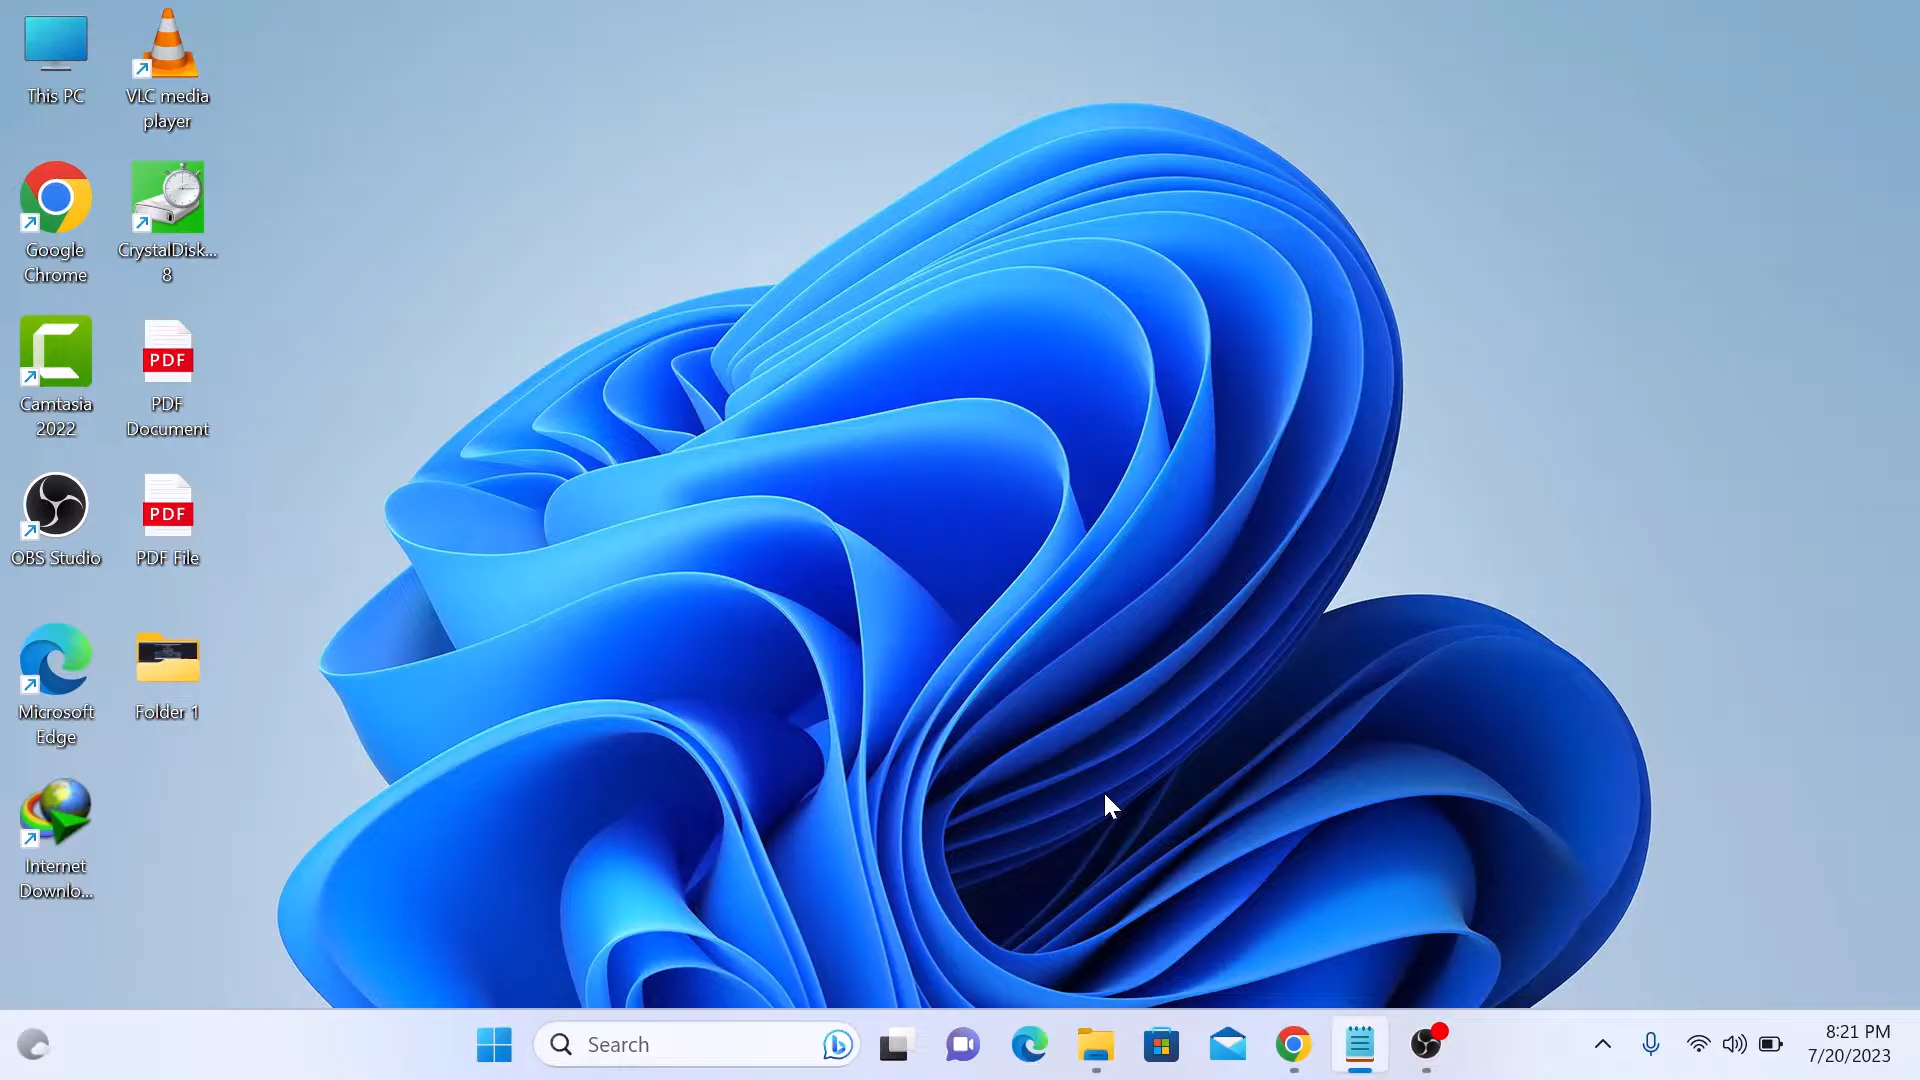 This PC
VLC media
player
Google
Chrome
CrystalDisk...
8
Camtasia
2022
PDF
PDF
Document
OBS Studio
PDF
PDF File
Microsoft
Edge
Folder 1
Internet
Downlo...
Search
8:21 PM
7/20/2023